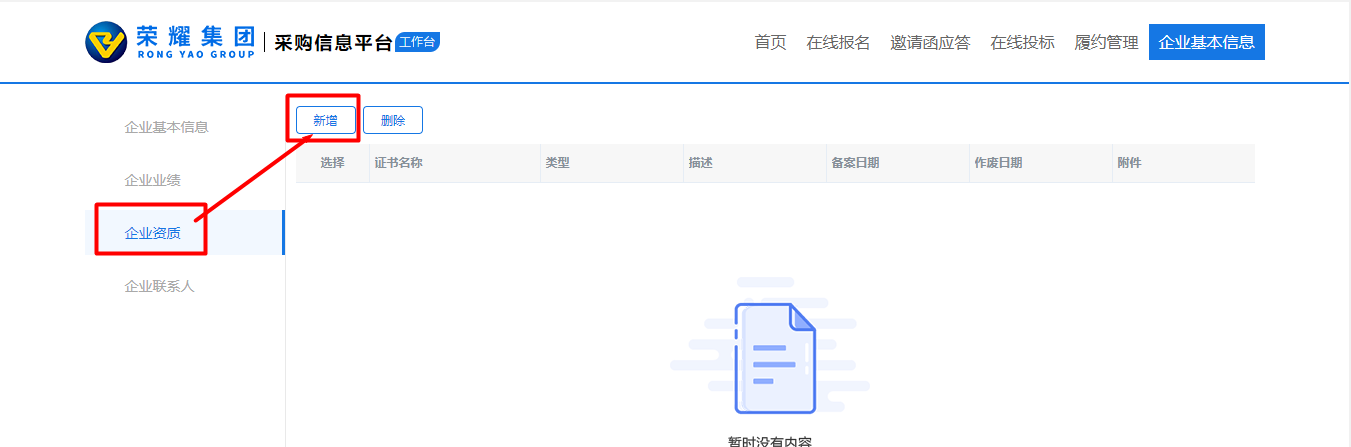 荣耀集团
RONG YAO GROUP
采购信息平台
工作台
首页 在线报名 邀请函应答 在线投标 履约管理 企业基本信息
企业基本信息
企业业绩
企业资质
企业联系人
新增 删除
选择 证书名称 类型 描述 备案日期 作废日期 附件
暂时没有内容